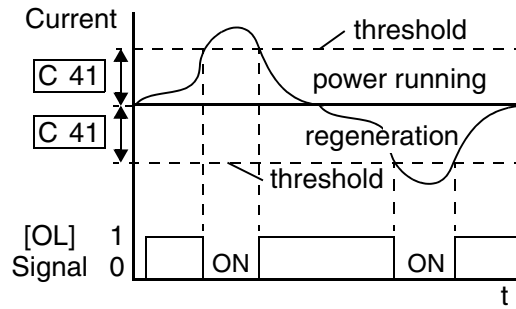 Current
threshold
C 41
power running
C 41
regeneration
threshold
[OL] 1
Signal 0
ON
ON
t